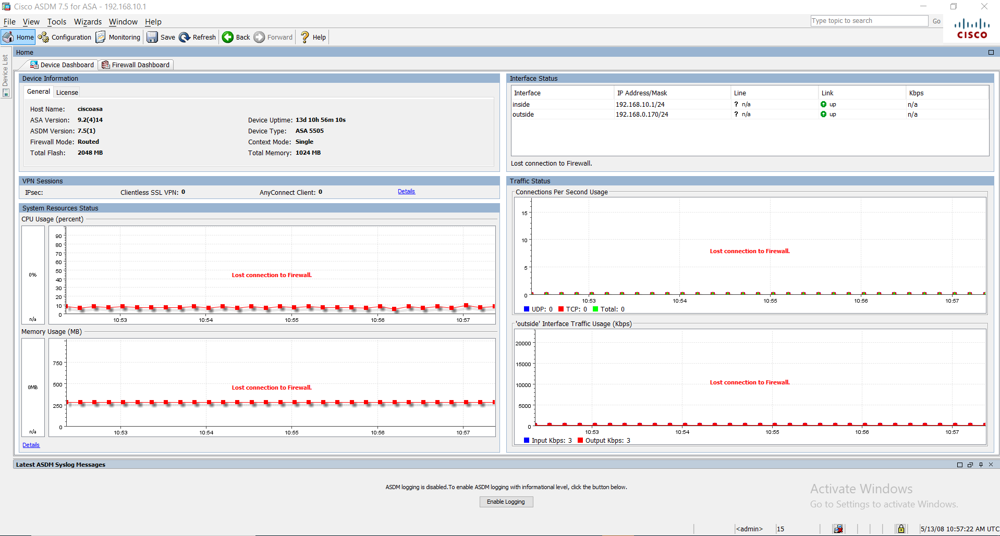 Cisco ASDM 7.5 for ASA - 192.168.10.1
File View Tools Wizards Window Help
Type topic to search Go
Home Configuration Monitoring Save Refresh Back Forward Help
CISCO
Device List
Home
Device Dashboard Firewall Dashboard
Device Information
General License
Host Name: ciscoasa
ASA Version: 9.2(4)14 Device Uptime: 13d 10h 56m 10s
ASDM Version: 7.5(1) Device Type: ASA 5505
Firewall Mode: Routed Context Mode: Single
Total Flash: 2048 MB Total Memory: 1024 MB
Interface Status
Interface IP Address/Mask Line Link Kbps
inside 192.168.10.1/24 ? n/a up n/a
outside 192.168.0.170/24 ? n/a up n/a
Lost connection to Firewall.
VPN Sessions
IPsec: Clientless SSL VPN: 0 AnyConnect Client: 0 Details
System Resources Status
CPU Usage (percent)
0%
n/a
90
80
70
60
50
40
30
20
10
0
Lost connection to Firewall.
10:53 10:54 10:55 10:56 10:57
Memory Usage (MB)
0MB
n/a
750
500
250
0
Lost connection to Firewall.
10:53 10:54 10:55 10:56 10:57
Details
Traffic Status
Connections Per Second Usage
15
10
5
0
Lost connection to Firewall.
10:53 10:54 10:55 10:56 10:57
UDP: 0 TCP: 0 Total: 0
'outside' Interface Traffic Usage (Kbps)
20000
15000
10000
5000
0
Lost connection to Firewall.
10:53 10:54 10:55 10:56 10:57
Input Kbps: 3 Output Kbps: 3
Latest ASDM Syslog Messages
ASDM logging is disabled.To enable ASDM logging with informational level, click the button below.
Enable Logging
Activate Windows
Go to Settings to activate Windows.
<admin> 15 5/13/08 10:57:22 AM UTC